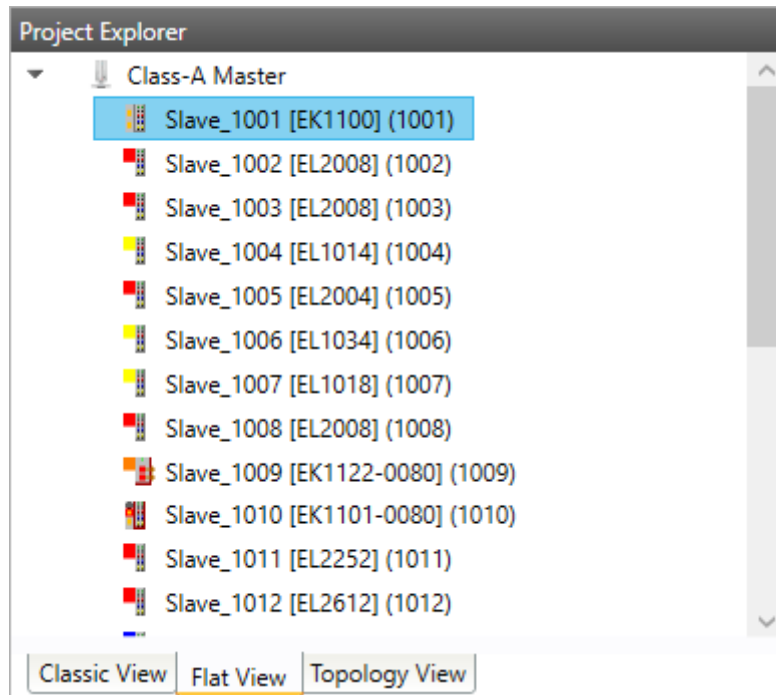 Project Explorer
Class-A Master
Slave_1001 [EK1100] (1001)
Slave_1002 [EL2008] (1002)
Slave_1003 [EL2008] (1003)
Slave_1004 [EL1014] (1004)
Slave_1005 [EL2004] (1005)
Slave_1006 [EL1034] (1006)
Slave_1007 [EL1018] (1007)
Slave_1008 [EL2008] (1008)
Slave_1009 [EK1122-0080] (1009)
Slave_1010 [EK1101-0080] (1010)
Slave_1011 [EL2252] (1011)
Slave_1012 [EL2612] (1012)
Classic View Flat View Topology View